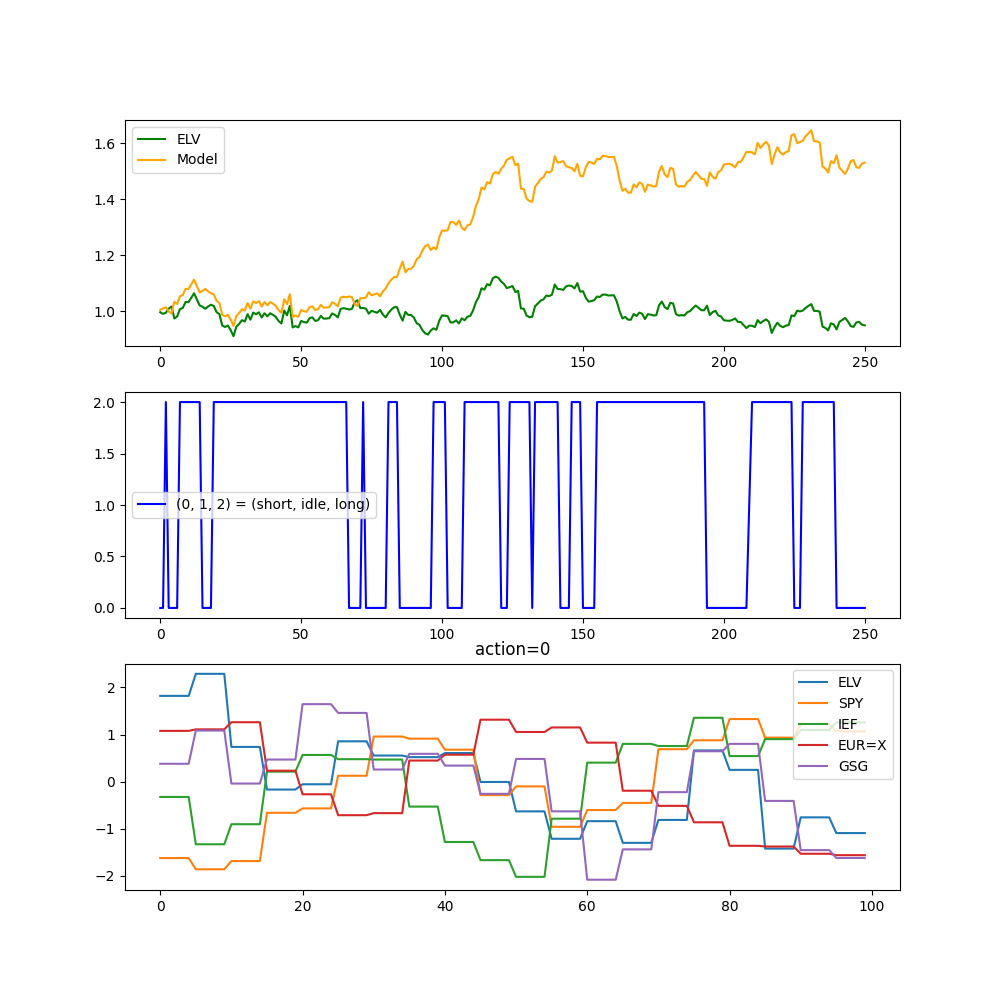 ELV
Model
1.6
1.4
1.2
1.0
0 50 100 150 200 250
2.0
1.5
1.0
0.5
0.0
(0, 1, 2) = (short, idle, long)
0 50 100 150 200 250
action=0
2
1
0
−1
−2
ELV
SPY
IEF
EUR=X
GSG
0 20 40 60 80 100